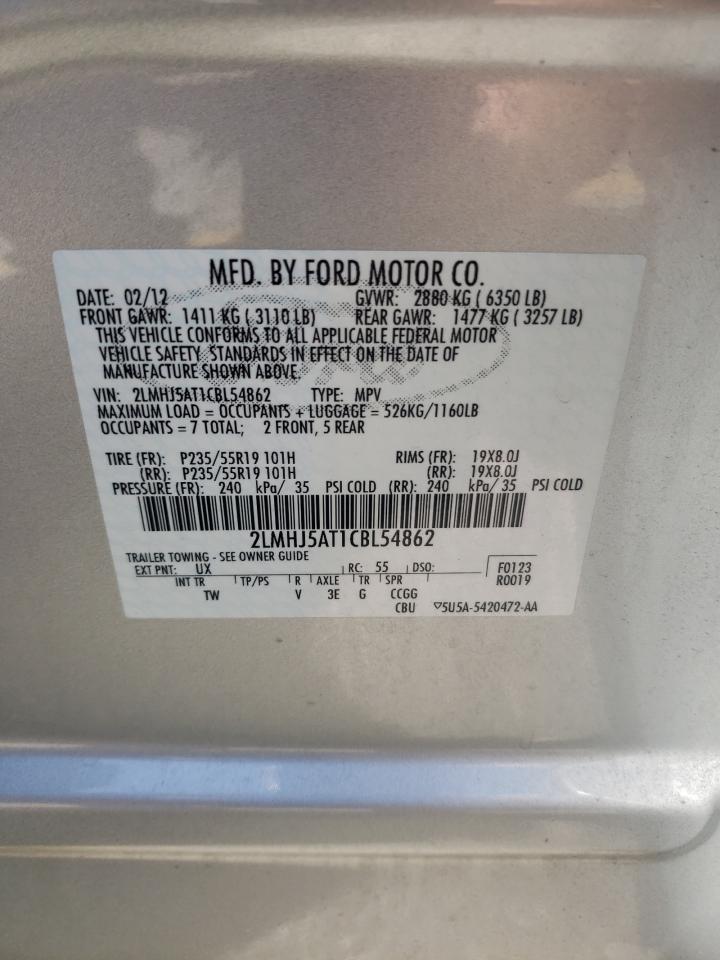 MFD. BY FORD MOTOR CO.
DATE: 02/12 GVWR: 2880 KG ( 6350 LB)
FRONT GAWR: 1411 KG ( 3110 LB) REAR GAWR: 1477 KG ( 3257 LB)
THIS VEHICLE CONFORMS TO ALL APPLICABLE FEDERAL MOTOR
VEHICLE SAFETY STANDARDS IN EFFECT ON THE DATE OF
MANUFACTURE SHOWN ABOVE.
VIN: 2LMHJ5AT1CBL54862 TYPE: MPV
MAXIMUM LOAD = OCCUPANTS + LUGGAGE = 526KG/1160LB
OCCUPANTS = 7 TOTAL; 2 FRONT, 5 REAR
TIRE (FR): P235/55R19 101H RIMS (FR): 19X8.0J
(RR): P235/55R19 101H (RR): 19X8.0J
PRESSURE (FR): 240 kPa/ 35 PSI COLD (RR): 240 kPa/ 35 PSI COLD
2LMHJ5AT1CBL54862
TRAILER TOWING - SEE OWNER GUIDE
EXT PNT: UX RC: 55 DSO: F0123
INT TR TP/PS R AXLE TR SPR R0019
TW V 3E G CCGG
CBU ▽5U5A-5420472-AA